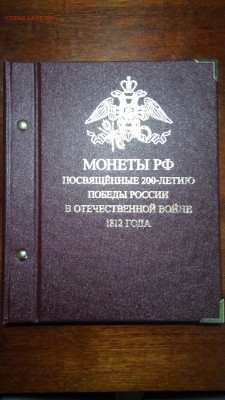 МОНЕТЫ РФ
ПОСВЯЩЁННЫЕ 200-ЛЕТИЮ
ПОБЕДЫ РОССИИ
В ОТЕЧЕСТВЕННОЙ ВОЙНЕ
1812 ГОДА